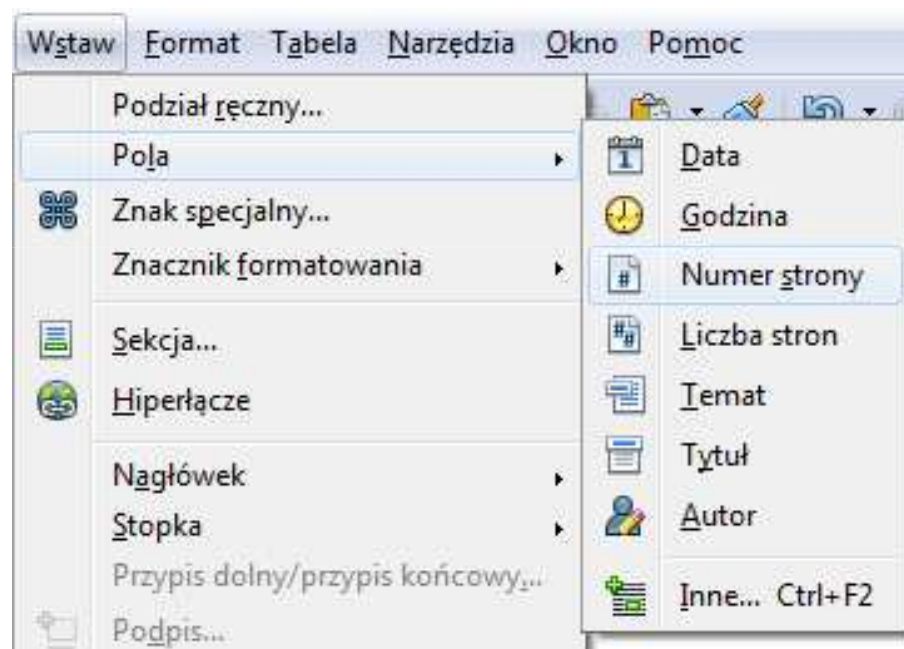 Wstaw Format Tabela Narzędzia Okno Pomoc
Podział ręczny...
Pola
Znak specjalny...
Znacznik formatowania
Sekcja...
Hiperłącze
Nagłówek
Stopka
Przypis dolny/przypis końcowy...
Podpis...
Data
Godzina
Numer strony
Liczba stron
Temat
Tytuł
Autor
Inne... Ctrl+F2